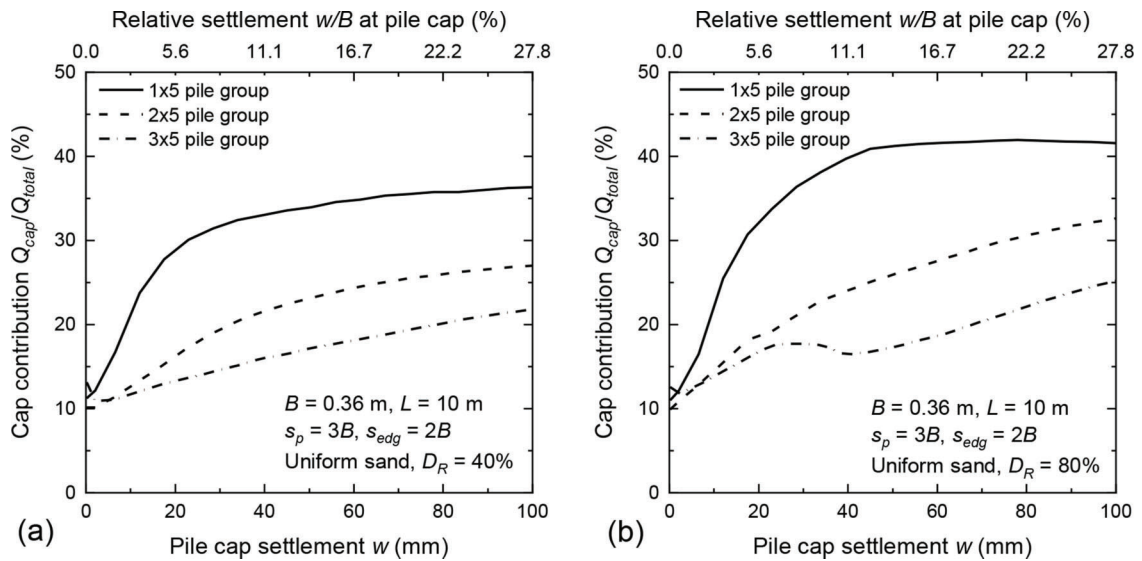 Relative settlement w/B at pile cap (%)
0.0 5.6 11.1 16.7 22.2 27.8
50
40
30
20
10
0
Cap contribution Q_cap/Q_total (%)
1x5 pile group
2x5 pile group
3x5 pile group
B = 0.36 m, L = 10 m
s_p = 3B, s_edg = 2B
Uniform sand, D_R = 40%
0 20 40 60 80 100
(a)
Pile cap settlement w (mm)
Relative settlement w/B at pile cap (%)
0.0 5.6 11.1 16.7 22.2 27.8
50
40
30
20
10
0
Cap contribution Q_cap/Q_total (%)
1x5 pile group
2x5 pile group
3x5 pile group
B = 0.36 m, L = 10 m
s_p = 3B, s_edg = 2B
Uniform sand, D_R = 80%
0 20 40 60 80 100
(b)
Pile cap settlement w (mm)